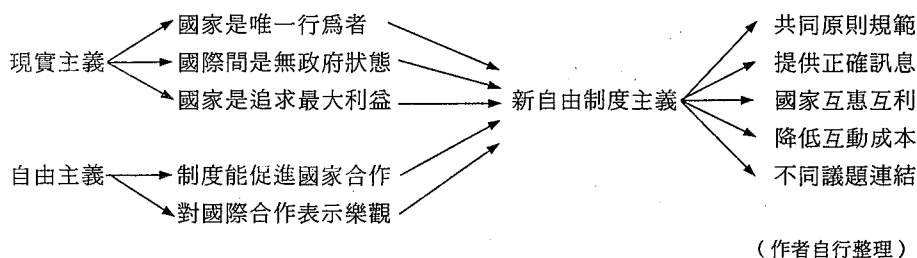 國家是唯一行爲者
共同原則規範
現實主義
國際間是無政府狀態
提供正確訊息
國家是追求最大利益
新自由制度主義
國家互惠互利
降低互動成本
自由主義
制度能促進國家合作
不同議題連結
對國際合作表示樂觀
（作者自行整理）